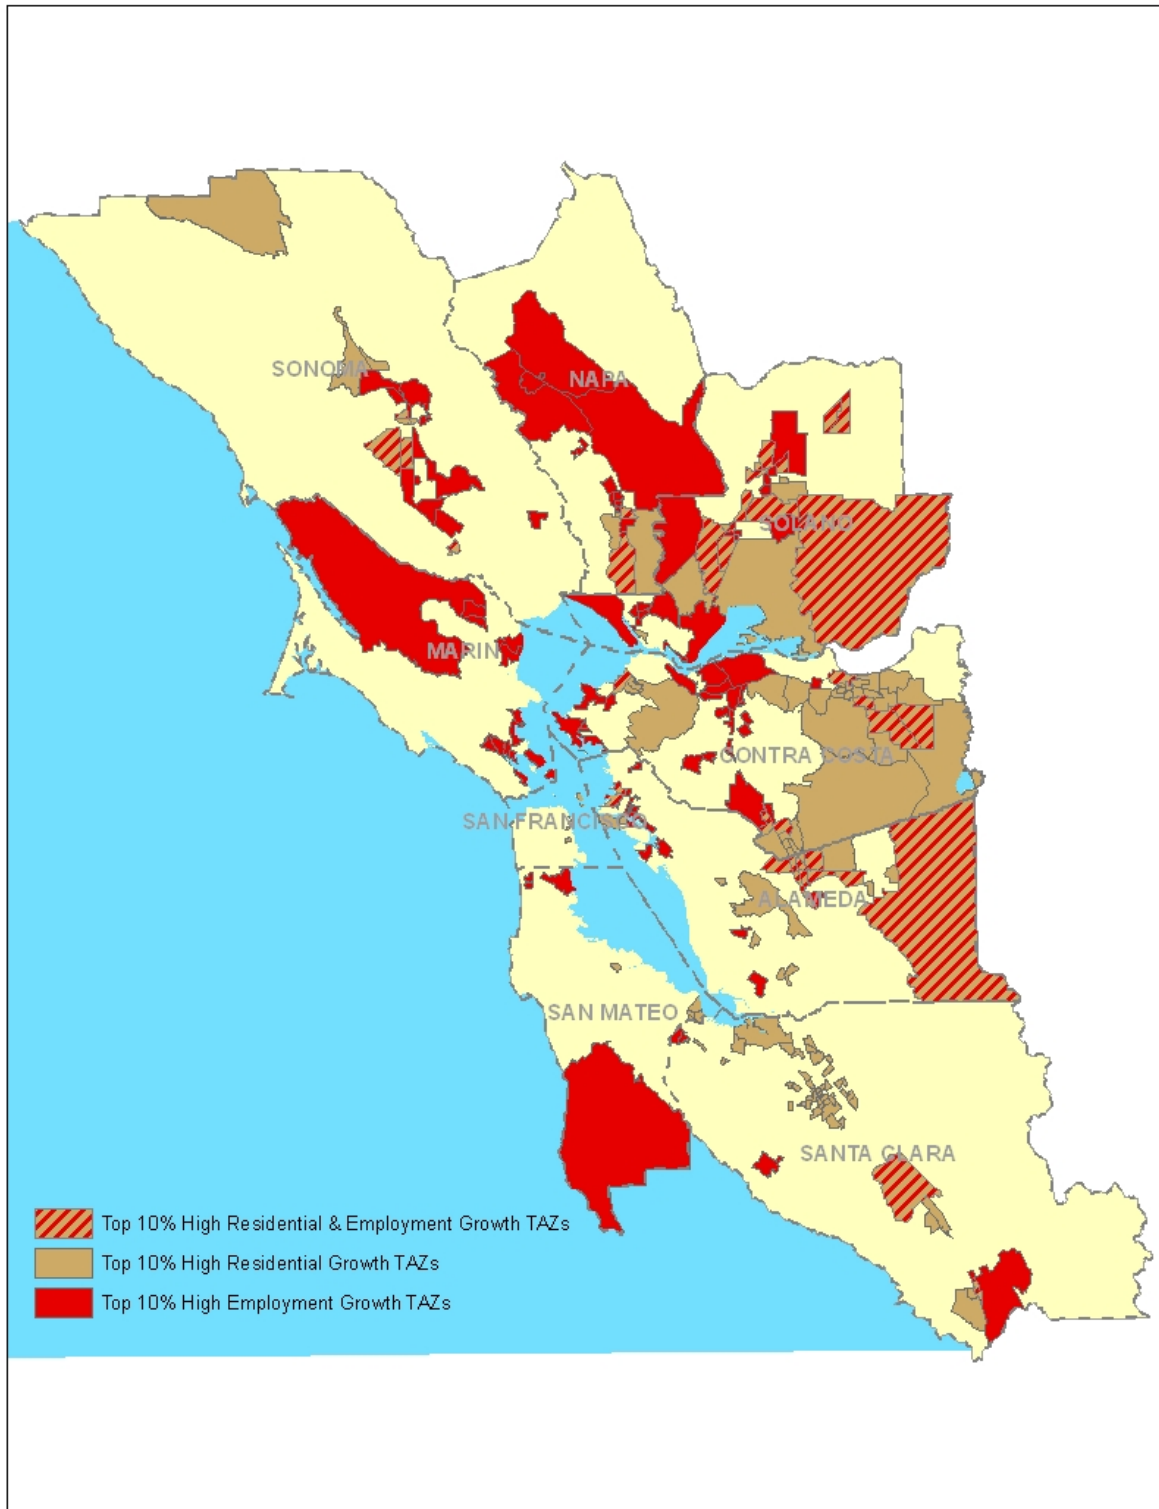 SONOMA
NAPA
SOLANO
MARIN
CONTRA COSTA
SAN FRANCISCO
ALAMEDA
SAN MATEO
SANTA CLARA
Top 10% High Residential & Employment Growth TAZs
Top 10% High Residential Growth TAZs
Top 10% High Employment Growth TAZs